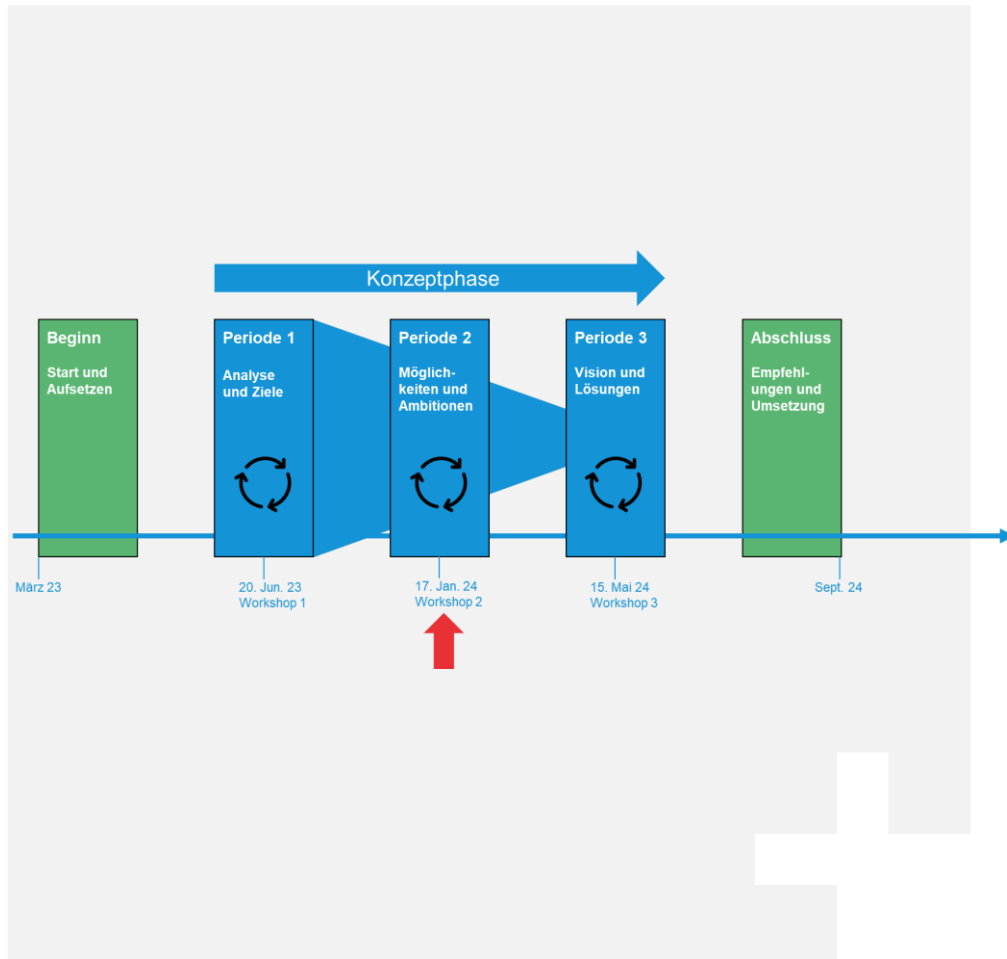 Konzeptphase
Beginn
Start und
Aufsetzen
Periode 1
Analyse
und Ziele
Periode 2
Möglich-
keiten und
Ambitionen
Periode 3
Vision und
Lösungen
Abschluss
Empfehl-
ungen und
Umsetzung
März 23
20. Jun. 23
Workshop 1
17. Jan. 24
Workshop 2
15. Mai 24
Workshop 3
Sept. 24